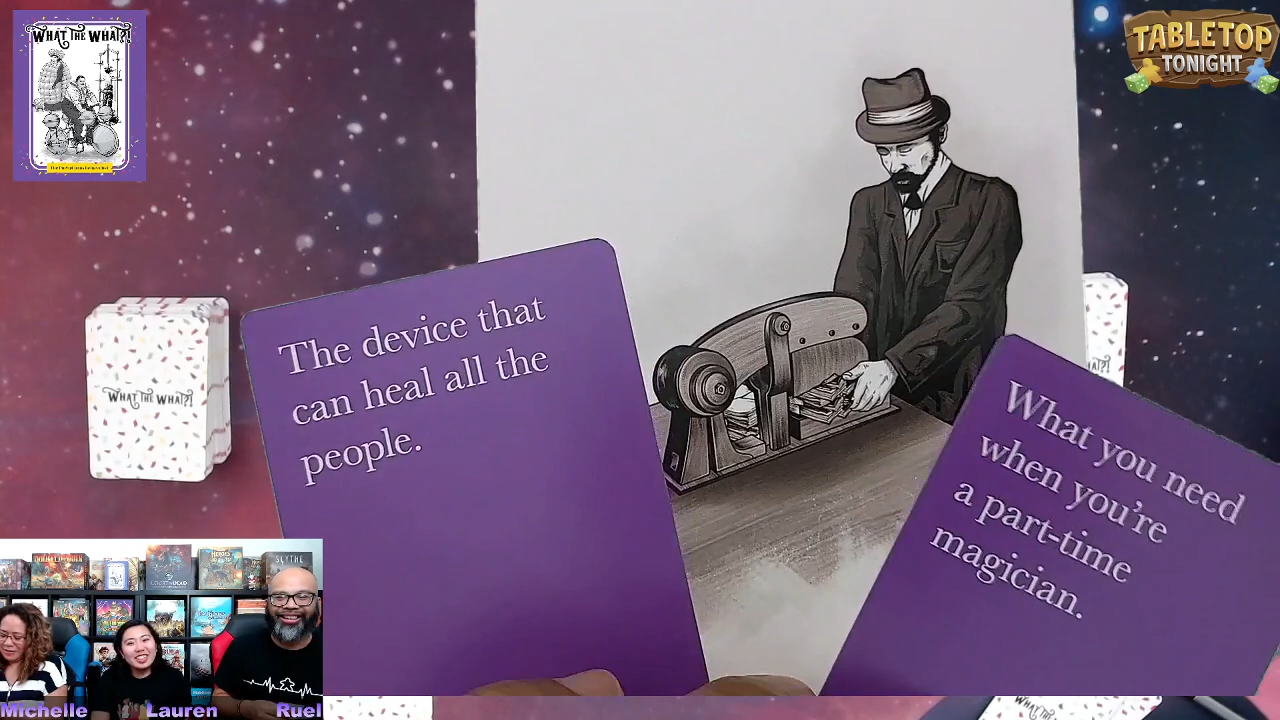 WHAT THE WHAT?!
TABLETOP
TONIGHT
The device that
can heal all the
people.
What you need
when you're
a part-time
magician.
WHAT THE WHAT?!
SCYTHE
Michelle
Lauren
Ruel